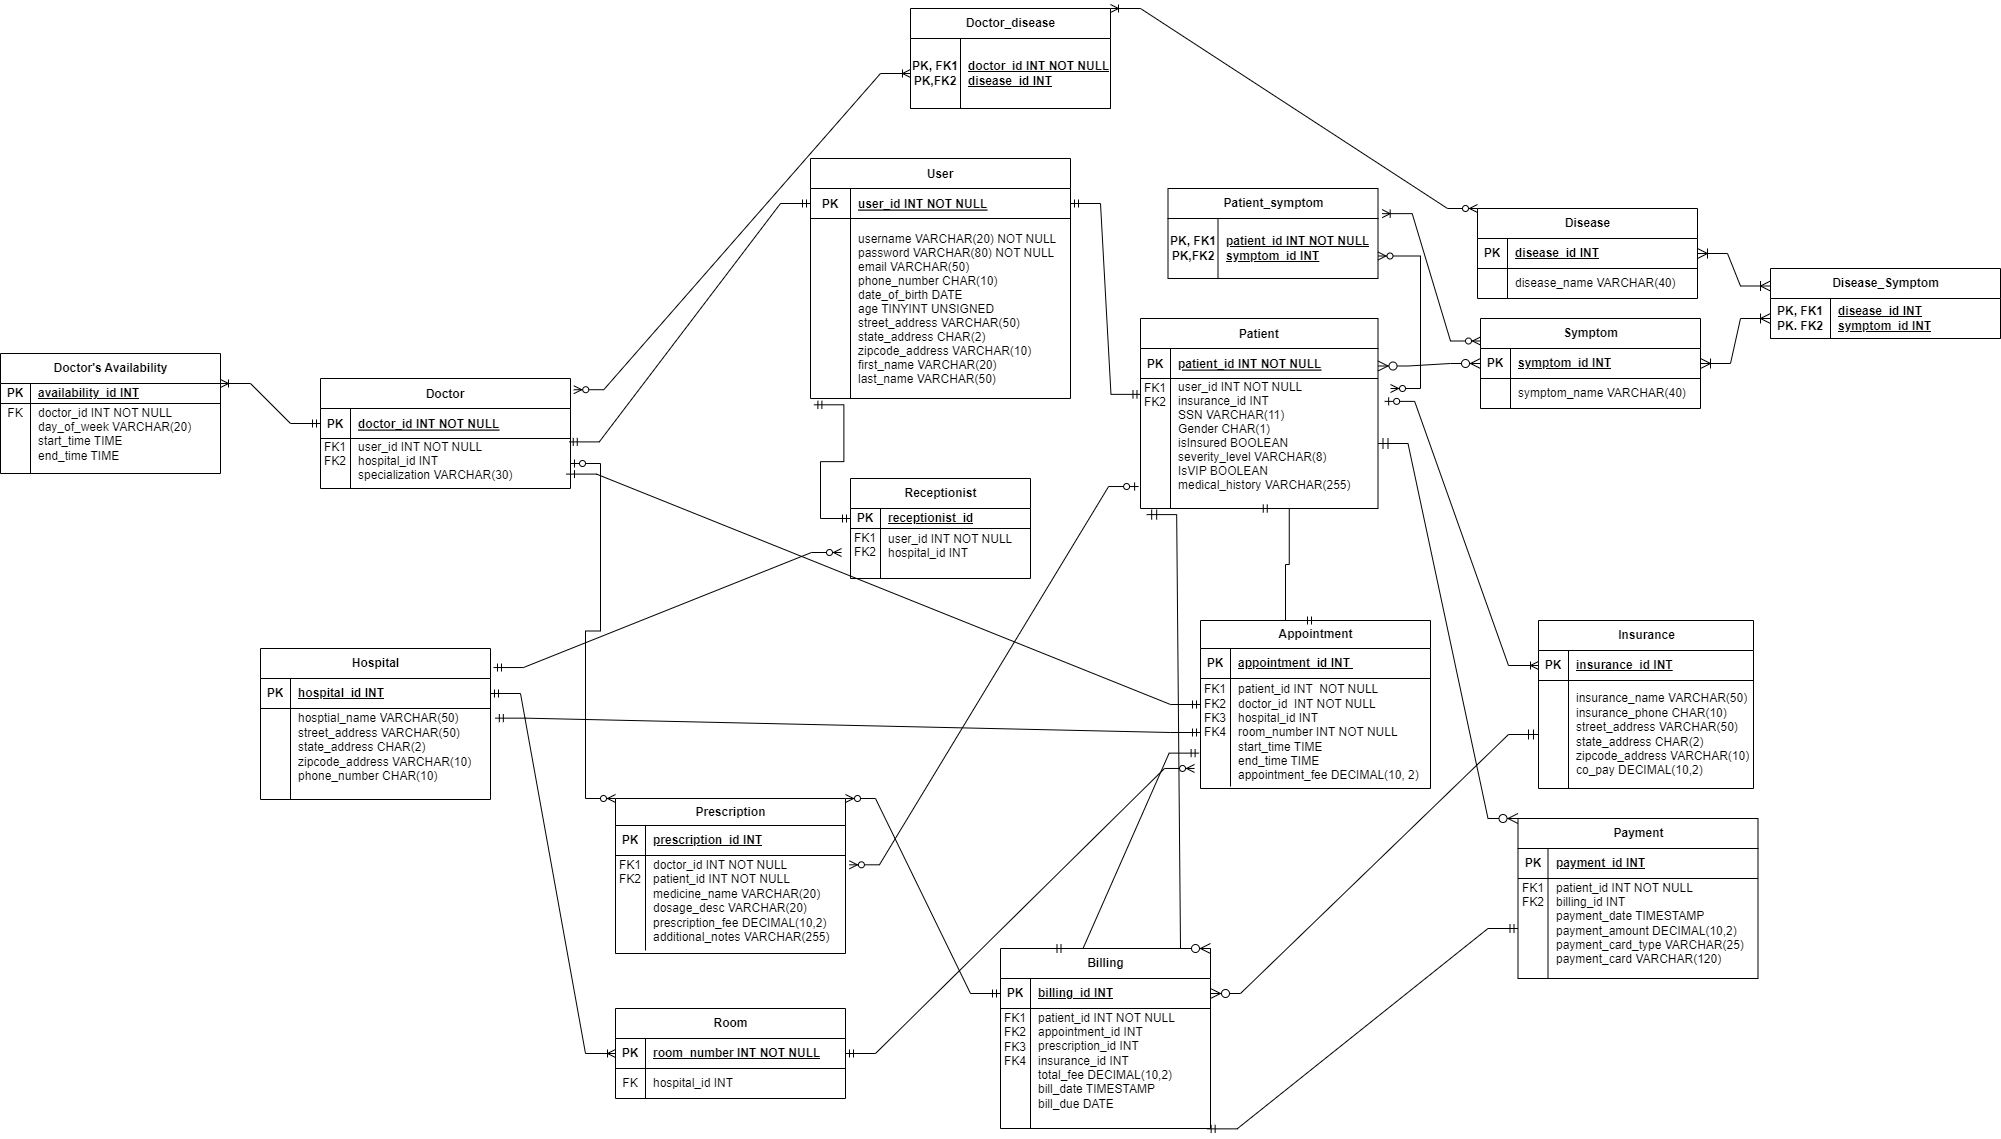 Doctor_disease
PK, FK1 doctor_id INT NOT NULL
PK,FK2 disease_id INT
User
PK user_id INT NOT NULL
username VARCHAR(20) NOT NULL
password VARCHAR(80) NOT NULL
email VARCHAR(50)
phone_number CHAR(10)
date_of_birth DATE
age TINYINT UNSIGNED
street_address VARCHAR(50)
state_address CHAR(2)
zipcode_address VARCHAR(10)
first_name VARCHAR(20)
last_name VARCHAR(50)
Patient_symptom
PK, FK1 patient_id INT NOT NULL
PK,FK2 symptom_id INT
Disease
PK disease_id INT
disease_name VARCHAR(40)
Disease_Symptom
PK, FK1 disease_id INT
PK. FK2 symptom_id INT
Patient
PK patient_id INT NOT NULL
FK1 user_id INT NOT NULL
FK2 insurance_id INT
SSN VARCHAR(11)
Gender CHAR(1)
isInsured BOOLEAN
severity_level VARCHAR(8)
IsVIP BOOLEAN
medical_history VARCHAR(255)
Symptom
PK symptom_id INT
symptom_name VARCHAR(40)
Doctor's Availability
PK availability_id INT
FK doctor_id INT NOT NULL
day_of_week VARCHAR(20)
start_time TIME
end_time TIME
Doctor
PK doctor_id INT NOT NULL
FK1 user_id INT NOT NULL
FK2 hospital_id INT
specialization VARCHAR(30)
Receptionist
PK receptionist_id
FK1 user_id INT NOT NULL
FK2 hospital_id INT
Hospital
PK hospital_id INT
hosptial_name VARCHAR(50)
street_address VARCHAR(50)
state_address CHAR(2)
zipcode_address VARCHAR(10)
phone_number CHAR(10)
Appointment
PK appointment_id INT
FK1 patient_id INT NOT NULL
FK2 doctor_id INT NOT NULL
FK3 hospital_id INT
FK4 room_number INT NOT NULL
start_time TIME
end_time TIME
appointment_fee DECIMAL(10, 2)
Insurance
PK insurance_id INT
insurance_name VARCHAR(50)
insurance_phone CHAR(10)
street_address VARCHAR(50)
state_address CHAR(2)
zipcode_address VARCHAR(10)
co_pay DECIMAL(10,2)
Prescription
PK prescription_id INT
FK1 doctor_id INT NOT NULL
FK2 patient_id INT NOT NULL
medicine_name VARCHAR(20)
dosage_desc VARCHAR(20)
prescription_fee DECIMAL(10,2)
additional_notes VARCHAR(255)
Payment
PK payment_id INT
FK1 patient_id INT NOT NULL
FK2 billing_id INT
payment_date TIMESTAMP
payment_amount DECIMAL(10,2)
payment_card_type VARCHAR(25)
payment_card VARCHAR(120)
Billing
PK billing_id INT
FK1 patient_id INT NOT NULL
FK2 appointment_id INT
FK3 prescription_id INT
FK4 insurance_id INT
total_fee DECIMAL(10,2)
bill_date TIMESTAMP
bill_due DATE
Room
PK room_number INT NOT NULL
FK hospital_id INT